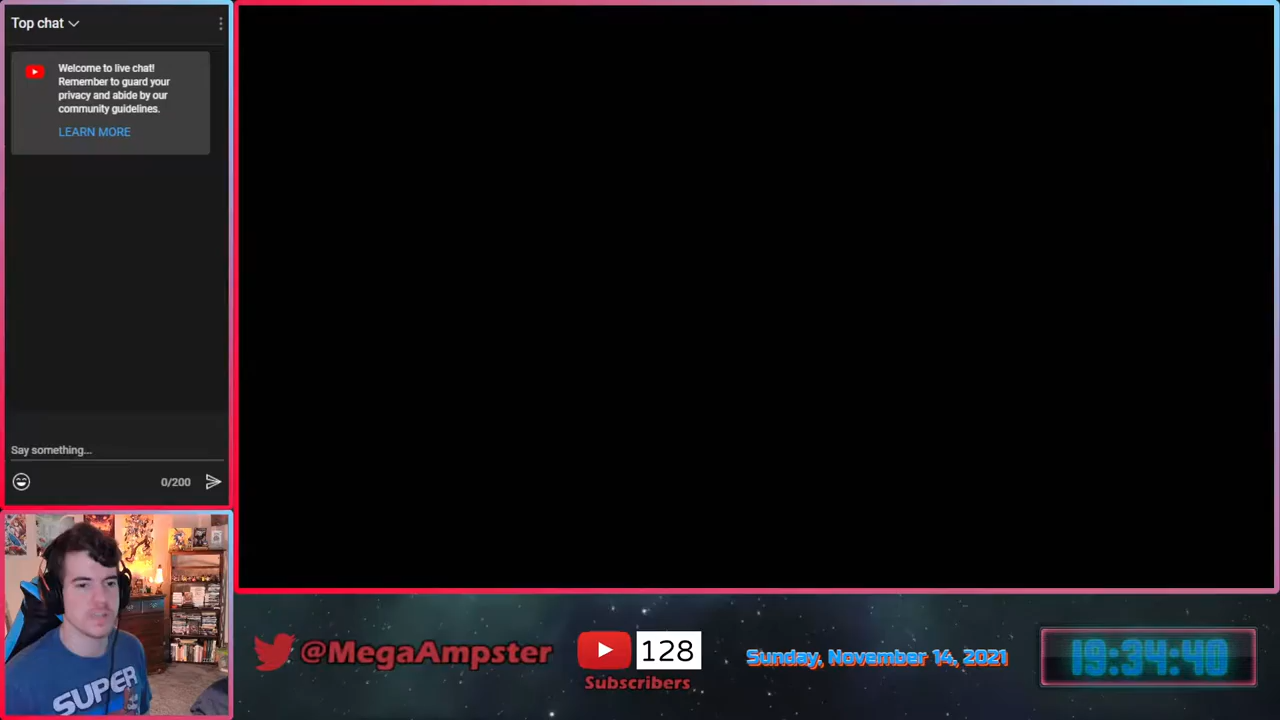 Top chat
Welcome to live chat!
Remember to guard your
privacy and abide by our
community guidelines.
LEARN MORE
Say something...
0/200
SUPER
@MegaAmpster
128
Subscribers
Sunday, November 14, 2021
19:34:40